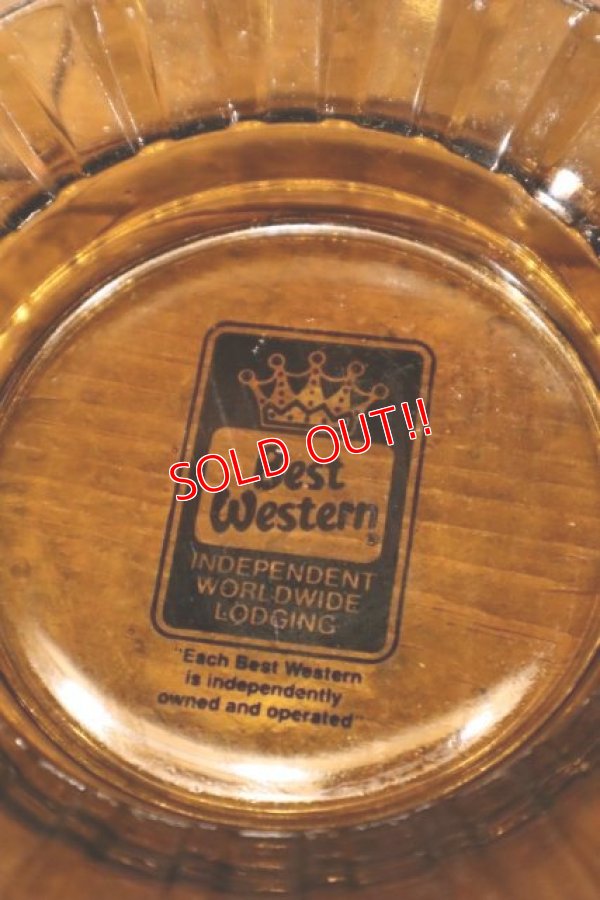 SOLD OUT!!
Best
Western
®
INDEPENDENT
WORLDWIDE
LODGING
"Each Best Western
is independently
owned and operated"